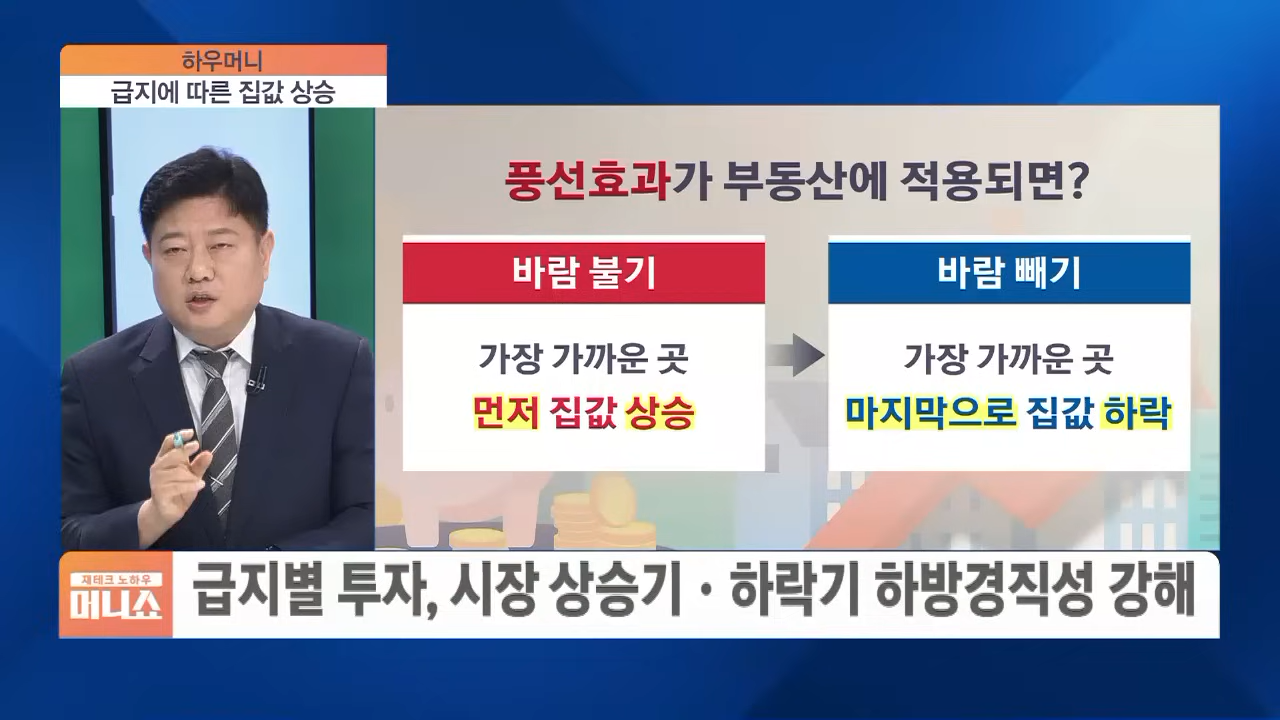 하우머니
급지에 따른 집값 상승
풍선효과가 부동산에 적용되면?
바람 불기
가장 가까운 곳
먼저 집값 상승
바람 빼기
가장 가까운 곳
마지막으로 집값 하락
재테크 노하우
머니쇼
급지별 투자, 시장 상승기·하락기 하방경직성 강해